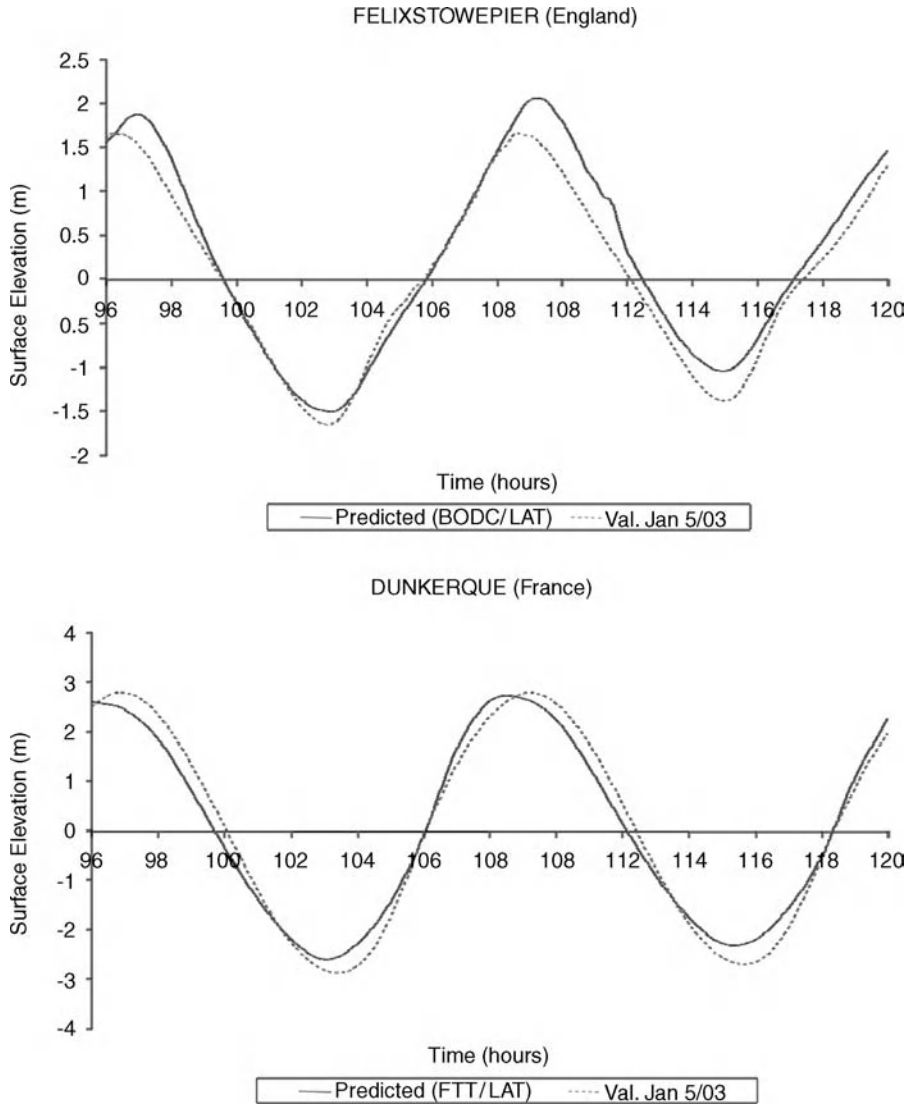 FELIXSTOWEPIER (England)
2.5
2
1.5
1
0.5
0
0.5
-1
-1.5
-2
Surface Elevation (m)
96 98 100 102 104 106 108 108 112 114 116 120
Time (hours)
Predicted (BODC/LAT) Val. Jan 5/03
DUNKERQUE (France)
4
3
2
1
0
-1
-2
-3
-4
Surface Elevation (m)
96 98 100 102 104 106 108 110 112 114 116 118 120
Time (hours)
Predicted (FTT/LAT) Val. Jan 5/03